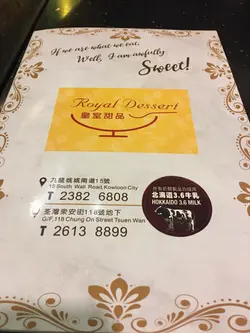 If we are what we eat,
Well, I am awfully
Sweet!
Royal Dessert
皇室甜品
九龍城城南道15號
15 South Wall Road, Kowloon City
T 2382 6808
荃灣眾安街118號地下
G/F, 118 Chung On Street Tsuen Wan
T 2613 8899
北海道3.6牛乳
HOKKAIDO 3.6 MILK